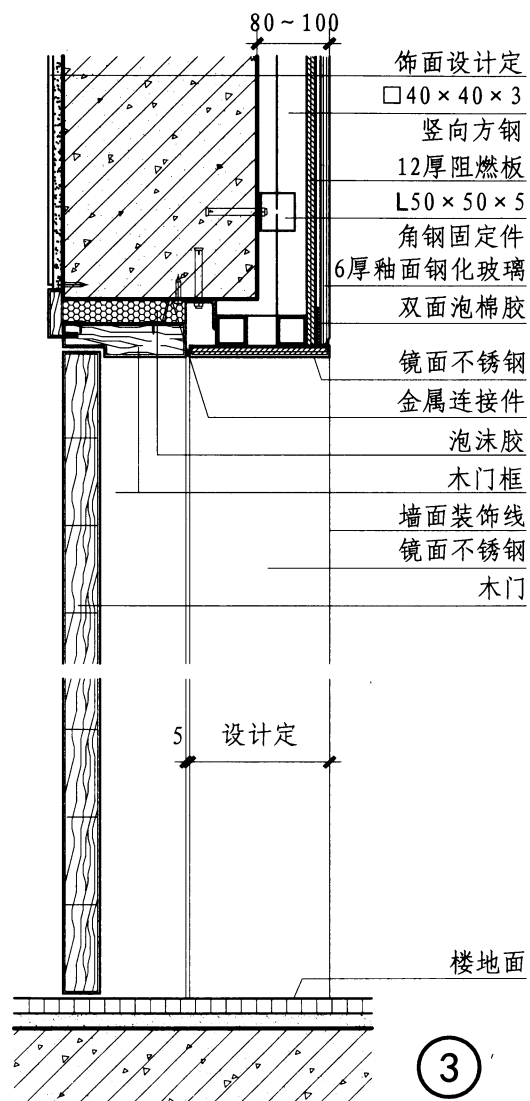 80~100
饰面设计定
□40×40×3
竖向方钢
12厚阻燃板
L50×50×5
角钢固定件
6厚釉面钢化玻璃
双面泡棉胶
镜面不锈钢
金属连接件
泡沫胶
木门框
墙面装饰线
镜面不锈钢
木门
5 设计定
楼地面
3